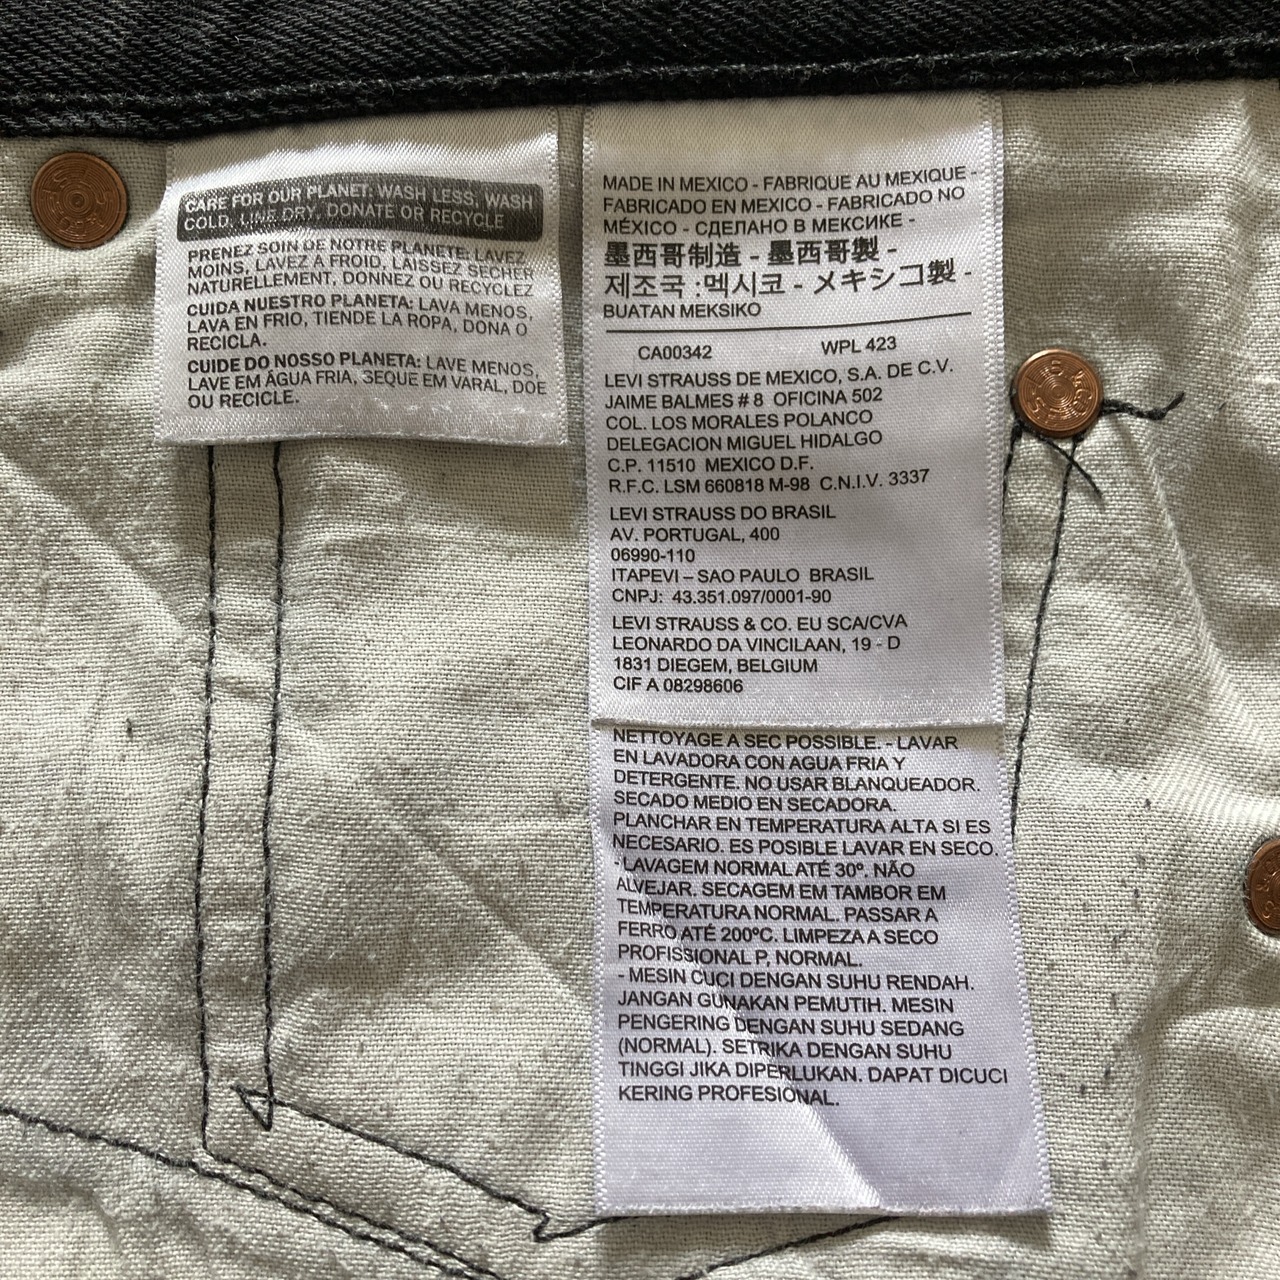 CARE FOR OUR PLANET: WASH LESS, WASH
COLD, LINE DRY, DONATE OR RECYCLE
PRENEZ SOIN DE NOTRE PLANETE: LAVEZ
MOINS, LAVEZ A FROID, LAISSEZ SECHER
NATURELLEMENT, DONNEZ OU RECYCLEZ
CUIDA NUESTRO PLANETA: LAVA MENOS,
LAVA EN FRIO, TIENDE LA ROPA, DONA O
RECICLA.
CUIDE DO NOSSO PLANETA: LAVE MENOS,
LAVE EM ÁGUA FRIA, SEQUE EM VARAL, DOE
OU RECICLE.
MADE IN MEXICO - FABRIQUE AU MEXIQUE -
FABRICADO EN MEXICO - FABRICADO NO
MÉXICO - СДЕЛАНО В МЕКСИКЕ -
墨西哥制造 - 墨西哥製 -
제조국 :멕시코 - メキシコ製 -
BUATAN MEKSIKO
CA00342 WPL 423
LEVI STRAUSS DE MEXICO, S.A. DE C.V.
JAIME BALMES # 8 OFICINA 502
COL. LOS MORALES POLANCO
DELEGACION MIGUEL HIDALGO
C.P. 11510 MEXICO D.F.
R.F.C. LSM 660818 M-98 C.N.I.V. 3337
LEVI STRAUSS DO BRASIL
AV. PORTUGAL, 400
06990-110
ITAPEVI – SAO PAULO BRASIL
CNPJ: 43.351.097/0001-90
LEVI STRAUSS & CO. EU SCA/CVA
LEONARDO DA VINCILAAN, 19 - D
1831 DIEGEM, BELGIUM
CIF A 08298606
NETTOYAGE A SEC POSSIBLE. - LAVAR
EN LAVADORA CON AGUA FRIA Y
DETERGENTE. NO USAR BLANQUEADOR.
SECADO MEDIO EN SECADORA.
PLANCHAR EN TEMPERATURA ALTA SI ES
NECESARIO. ES POSIBLE LAVAR EN SECO.
- LAVAGEM NORMAL ATÉ 30º. NÃO
ALVEJAR. SECAGEM EM TAMBOR EM
TEMPERATURA NORMAL. PASSAR A
FERRO ATÉ 200ºC. LIMPEZA A SECO
PROFISSIONAL P, NORMAL.
- MESIN CUCI DENGAN SUHU RENDAH.
JANGAN GUNAKAN PEMUTIH. MESIN
PENGERING DENGAN SUHU SEDANG
(NORMAL). SETRIKA DENGAN SUHU
TINGGI JIKA DIPERLUKAN. DAPAT DICUCI
KERING PROFESIONAL.